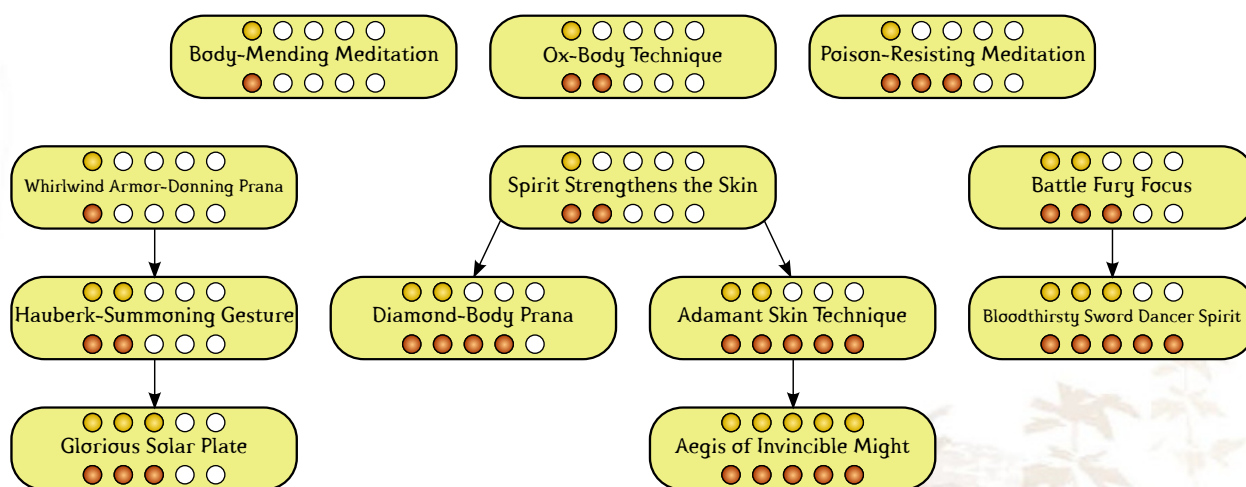 Body-Mending Meditation
Ox-Body Technique
Poison-Resisting Meditation
Whirlwind Armor-Donning Prana
Spirit Strengthens the Skin
Battle Fury Focus
Hauberk-Summoning Gesture
Diamond-Body Prana
Adamant Skin Technique
Bloodthirsty Sword Dancer Spirit
Glorious Solar Plate
Aegis of Invincible Might